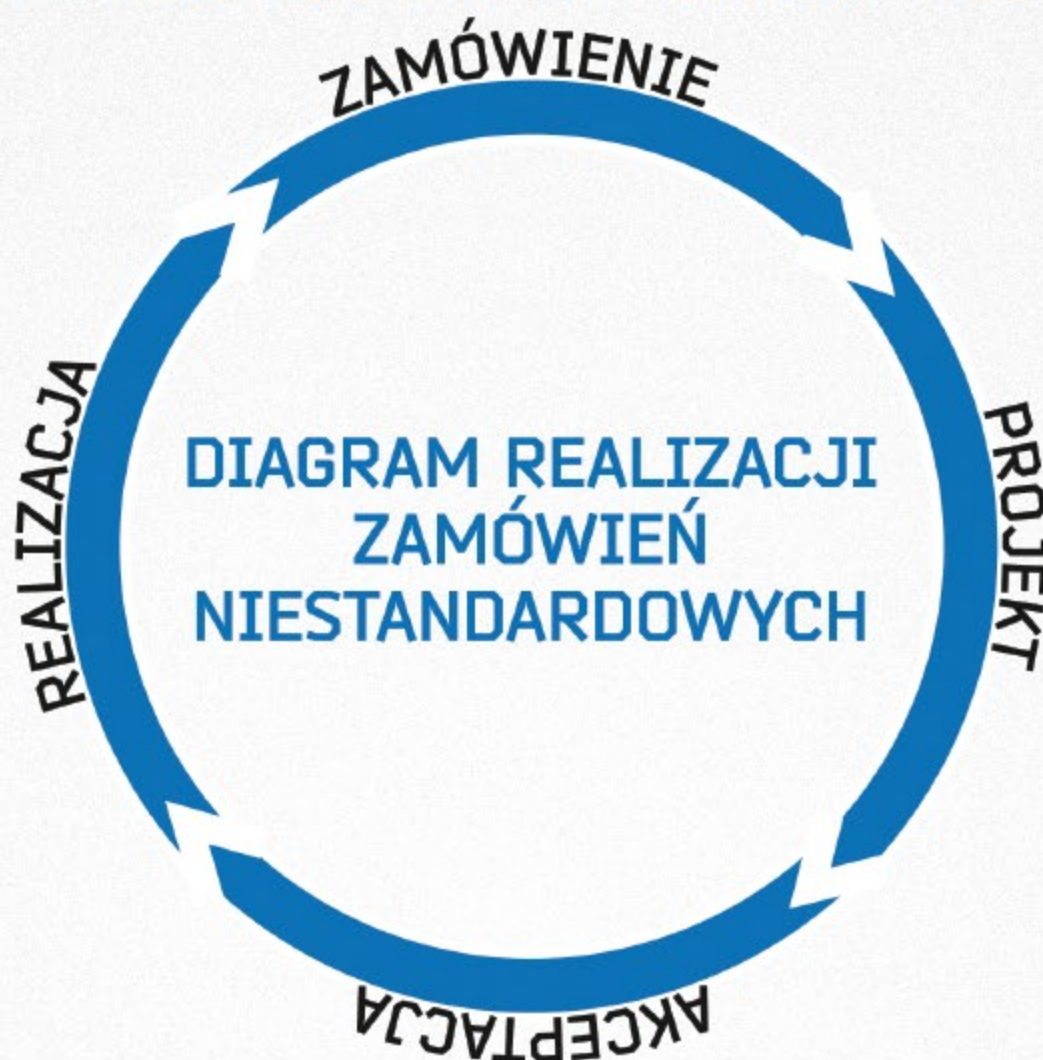 ZAMÓWIENIE
PROJEKT
AKCEPTACJA
REALIZACJA
DIAGRAM REALIZACJI
ZAMÓWIEŃ
NIESTANDARDOWYCH